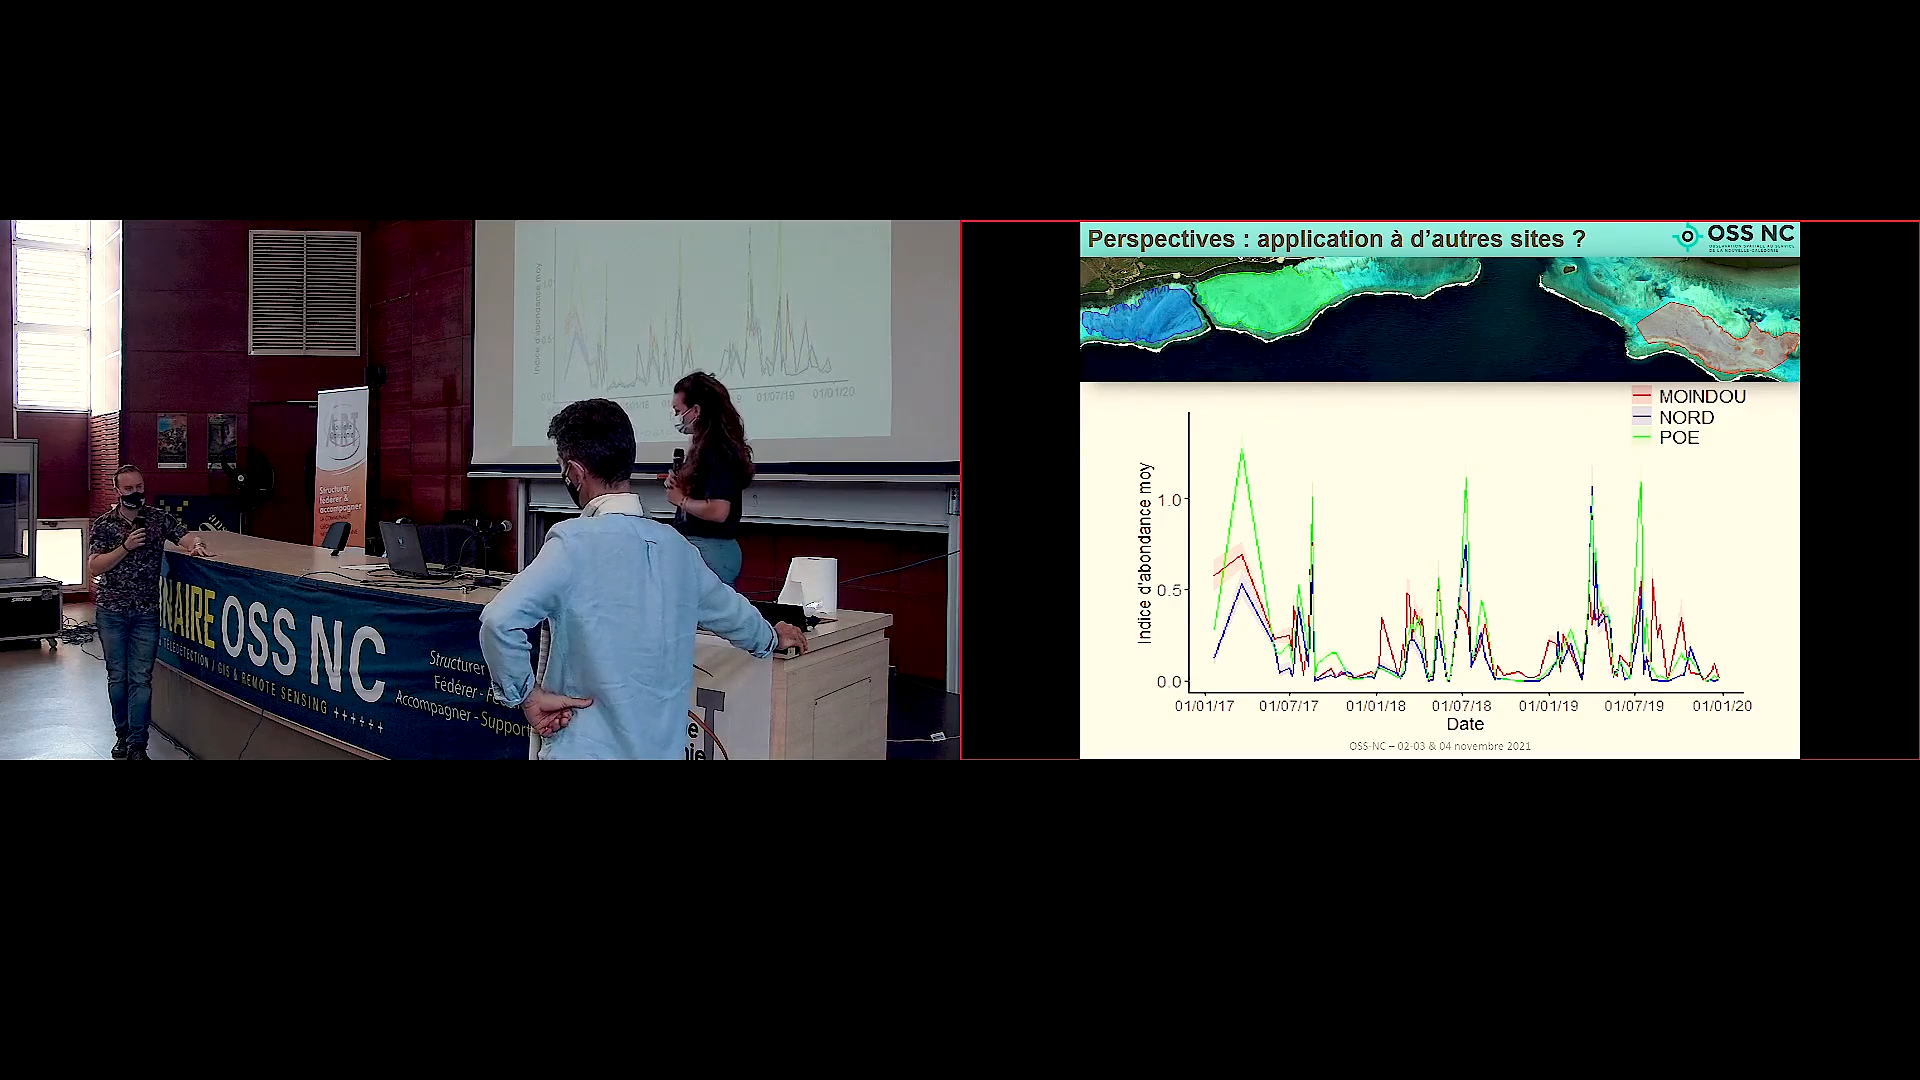 Indice d'abondance moy
01/01/18
01/07/19
01/01/20
Structurer,
fédérer &
accompagner
NAIRE OSS NC
TÉLÉDÉTECTION / GIS & REMOTE SENSING ++++++
Structurer
Fédérer - F
Accompagner - Support
Perspectives : application à d'autres sites ?
OSS NC
OBSERVATION SPATIALE AU SERVICE
DE LA NOUVELLE-CALÉDONIE
MOINDOU
NORD
POE
Indice d'abondance moy
1.0
0.5
0.0
01/01/17
01/07/17
01/01/18
01/07/18
01/01/19
01/07/19
01/01/20
Date
OSS-NC – 02-03 & 04 novembre 2021